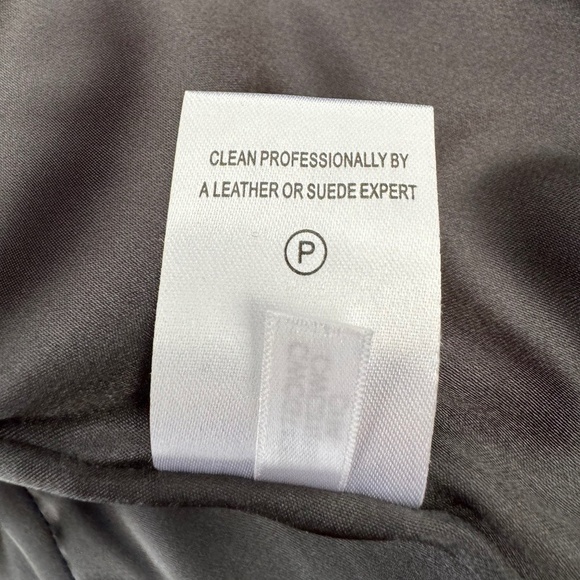 CLEAN PROFESSIONALLY BY
A LEATHER OR SUEDE EXPERT
P